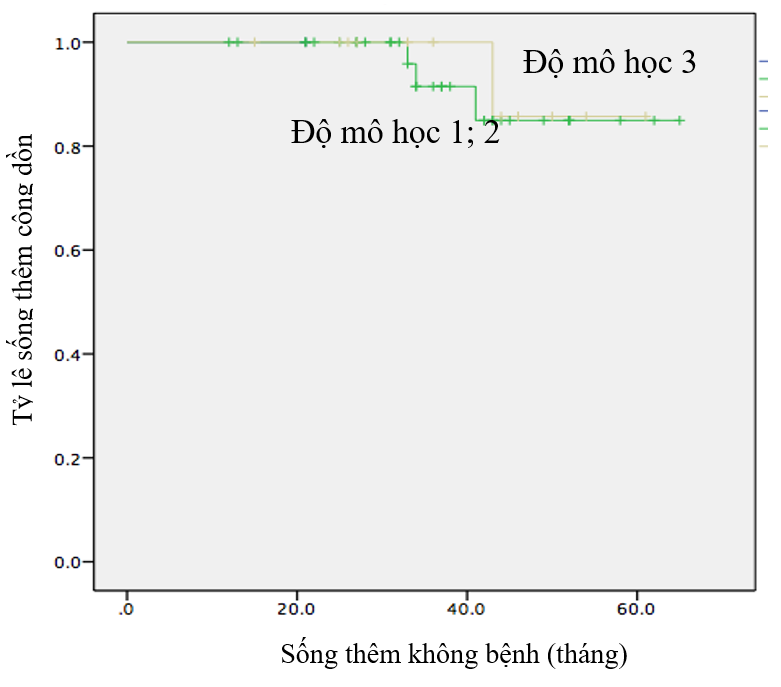 1.0
Độ mô học 3
Độ mô học 1; 2
0.8
0.6
0.4
0.2
0.0
Tỷ lệ sống thêm cộng dồn
.0 20.0 40.0 60.0
Sống thêm không bệnh (tháng)